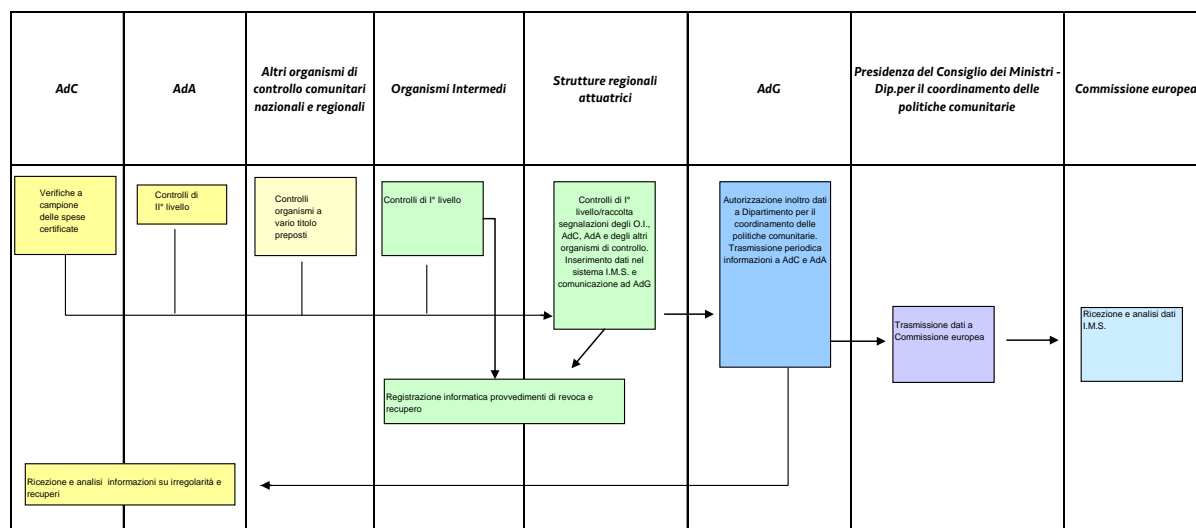 AdC
AdA
Altri organismi di
controllo comunitari
nazionali e regionali
Organismi Intermedi
Strutture regionali
attuatrici
AdG
Presidenza del Consiglio dei Ministri -
Dip.per il coordinamento delle
politiche comunitarie
Commissione europea
Verifiche a
campione
delle spese
certificate
Controlli di
II° livello
Controlli
organismi a
vario titolo
preposti
Controlli di I° livello
Controlli di I°
livello/raccolta
segnalazioni degli O.I.,
AdC, AdA e degli altri
organismi di controllo.
Inserimento dati nel
sistema I.M.S. e
comunicazione ad AdG
Autorizzazione inoltro dati
a Dipartimento per il
coordinamento delle
politiche comunitarie.
Trasmissione periodica
informazioni a AdC e AdA
Trasmissione dati a
Commissione europea
Ricezione e analisi dati
I.M.S.
Registrazione informatica provvedimenti di revoca e
recupero
Ricezione e analisi informazioni su irregolarità e
recuperi